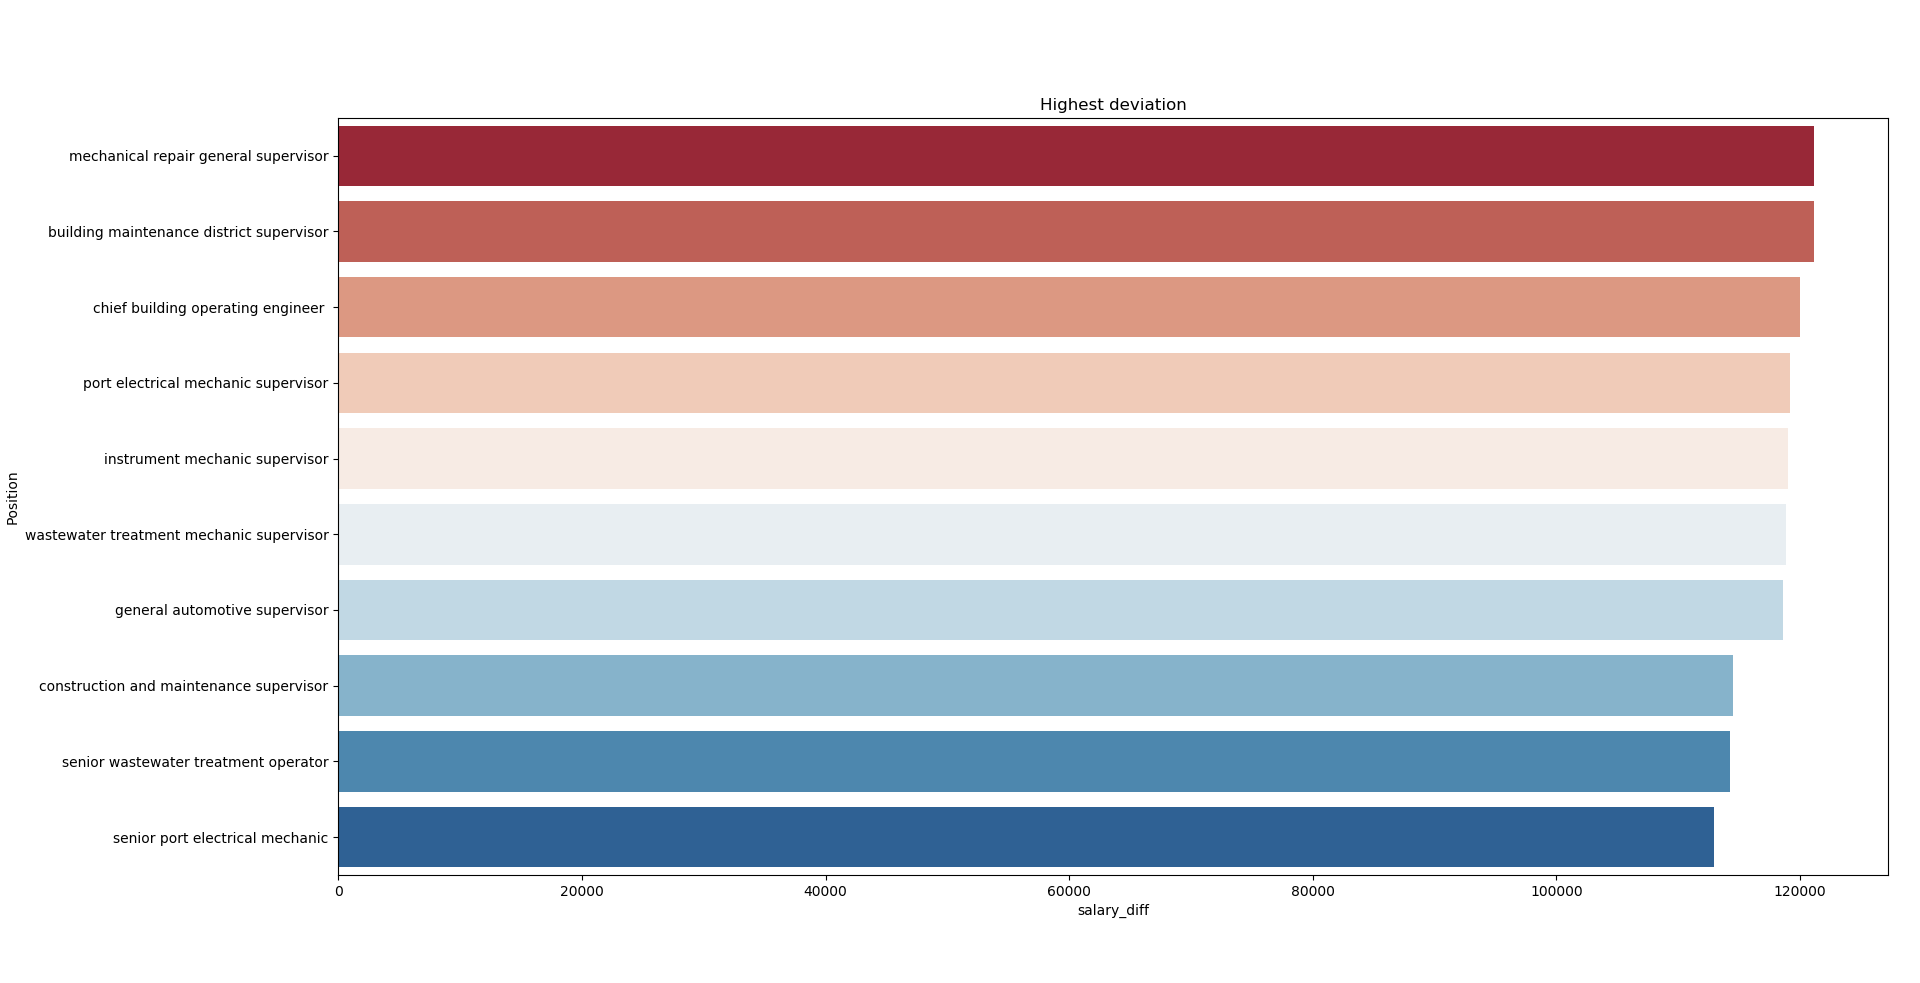 Highest deviation
mechanical repair general supervisor
building maintenance district supervisor
chief building operating engineer
port electrical mechanic supervisor
instrument mechanic supervisor
wastewater treatment mechanic supervisor
general automotive supervisor
construction and maintenance supervisor
senior wastewater treatment operator
senior port electrical mechanic
Position
0 20000 40000 60000 80000 100000 120000
salary_diff